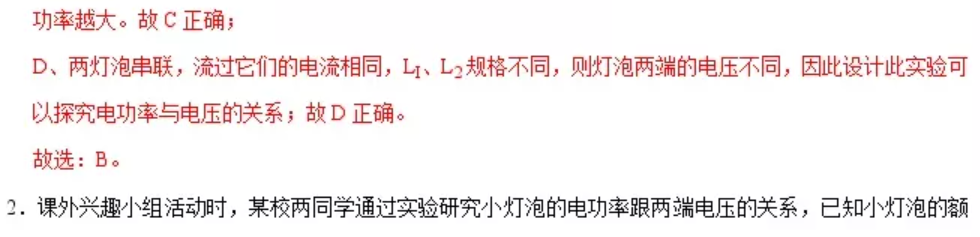 功率越大。故 C 正确；
D、两灯泡串联，流过它们的电流相同，L₁、L₂规格不同，则灯泡两端的电压不同，因此设计此实验可
以探究电功率与电压的关系；故 D 正确。
故选：B。
2．课外兴趣小组活动时，某校两同学通过实验研究小灯泡的电功率跟两端电压的关系，已知小灯泡的额